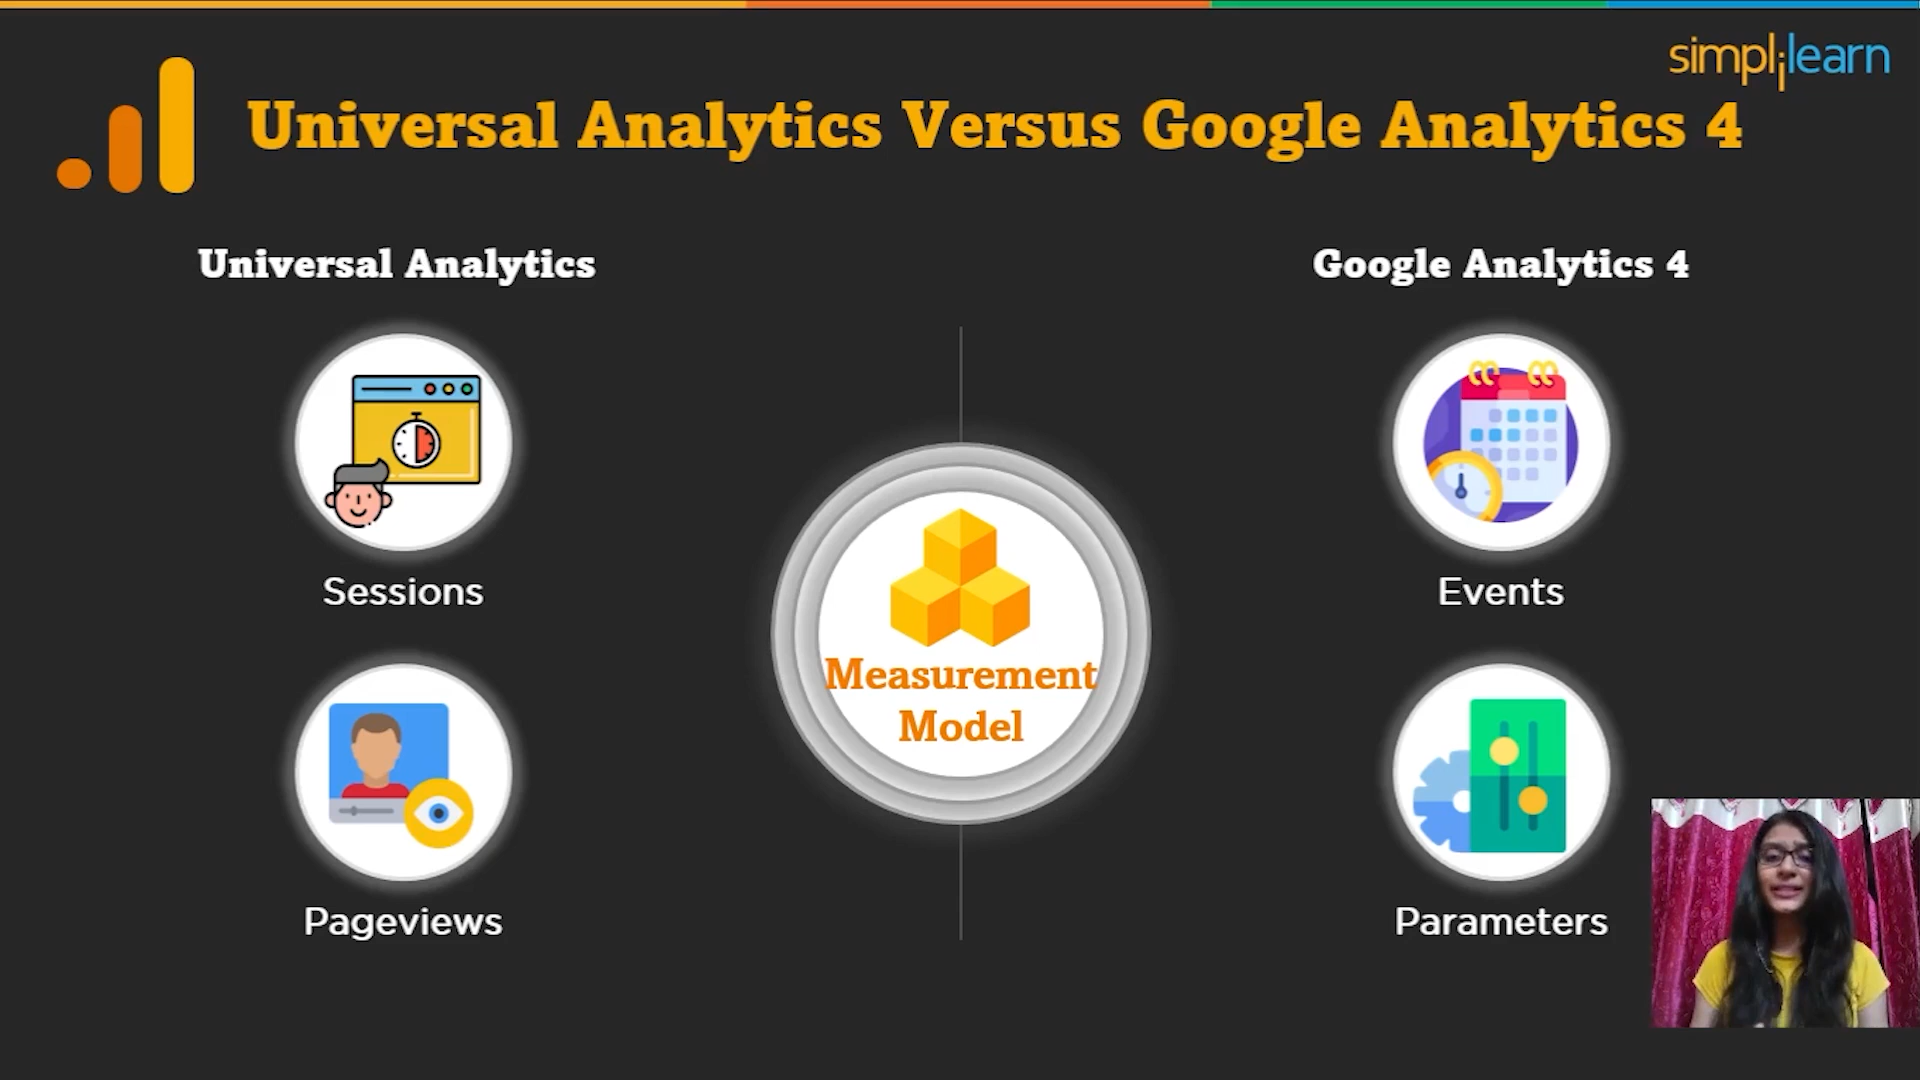 simplilearn
Universal Analytics Versus Google Analytics 4
Universal Analytics
Google Analytics 4
Sessions
Events
Measurement
Model
Pageviews
Parameters